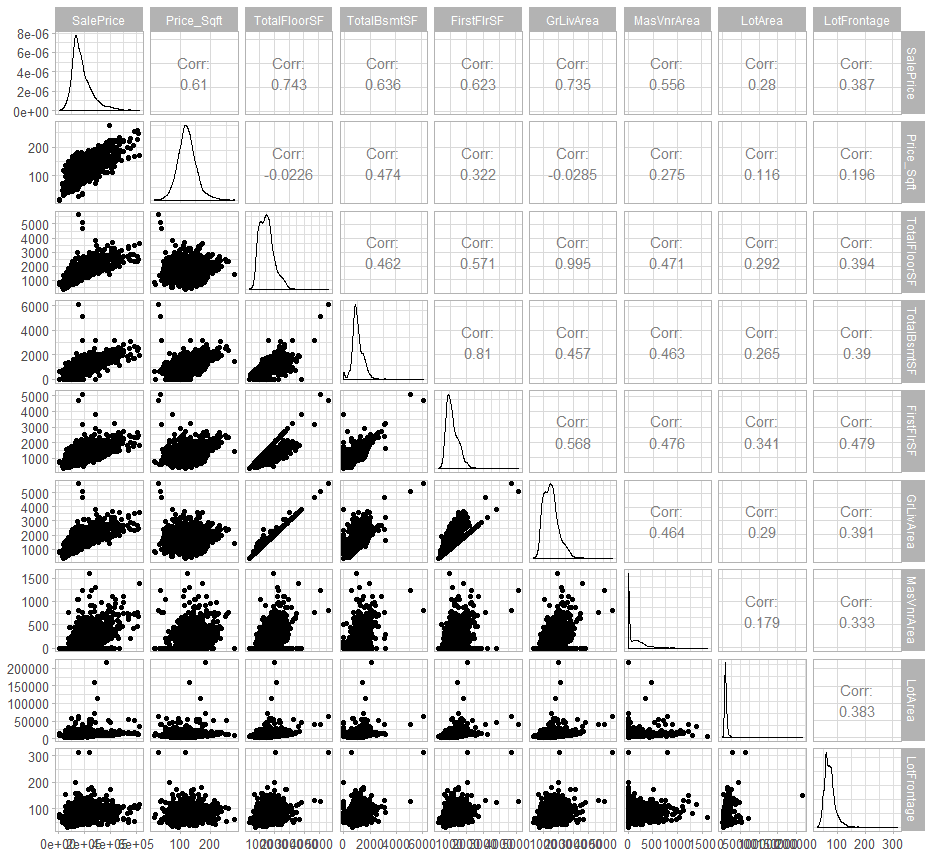 SalePrice Price_Sqft TotalFloorSF TotalBsmtSF FirstFlrSF GrLivArea MasVnrArea LotArea LotFrontage
8e-06
6e-06
4e-06
2e-06
0e+00
Corr: Corr: Corr: Corr: Corr: Corr: Corr: Corr:
0.61 0.743 0.636 0.623 0.735 0.556 0.28 0.387
SalePrice
200
100
Corr: Corr: Corr: Corr: Corr: Corr: Corr:
-0.0226 0.474 0.322 -0.0285 0.275 0.116 0.196
Price_Sqft
5000
4000
3000
2000
1000
Corr: Corr: Corr: Corr: Corr: Corr:
0.462 0.571 0.995 0.471 0.292 0.394
TotalFloorSF
6000
4000
2000
0
Corr: Corr: Corr: Corr: Corr:
0.81 0.457 0.463 0.265 0.39
TotalBsmtSF
5000
4000
3000
2000
1000
Corr: Corr: Corr: Corr:
0.568 0.476 0.341 0.479
FirstFlrSF
5000
4000
3000
2000
1000
Corr: Corr: Corr:
0.464 0.29 0.391
GrLivArea
1500
1000
500
0
Corr: Corr:
0.179 0.333
MasVnrArea
200000
150000
100000
50000
0
Corr:
0.383
LotArea
300
200
100
LotFrontage
100 200 0 2000 4000 6000 0 500 1000 1500 0 100 200 300